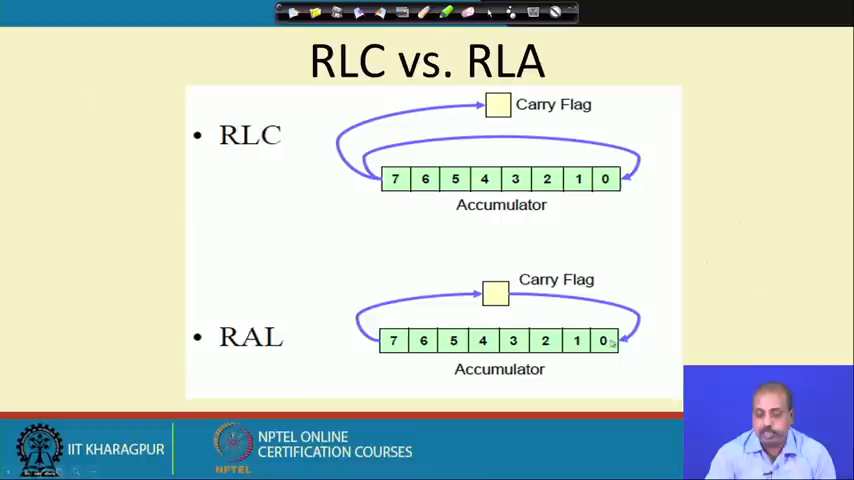 RLC vs. RLA
Carry Flag
• RLC
7 6 5 4 3 2 1 0
Accumulator
Carry Flag
• RAL
7 6 5 4 3 2 1 0
Accumulator
IIT KHARAGPUR
NPTEL
NPTEL ONLINE
CERTIFICATION COURSES